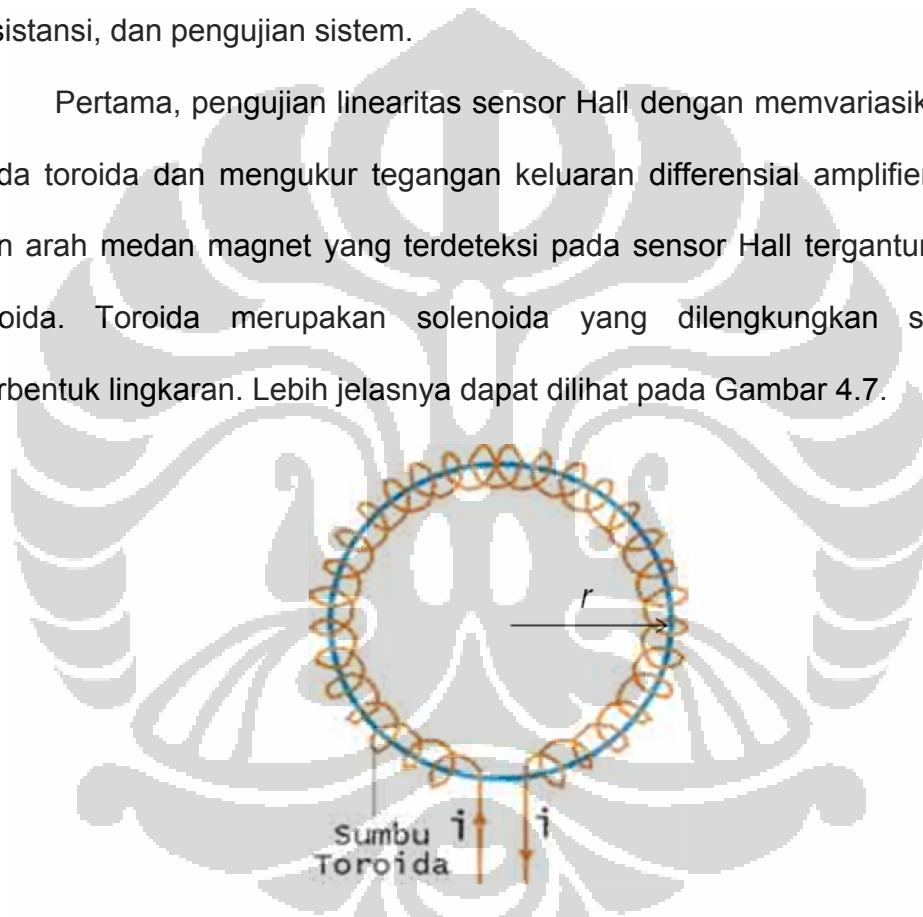 sistansi, dan pengujian sistem.
Pertama, pengujian linearitas sensor Hall dengan memvariasik
da toroida dan mengukur tegangan keluaran differensial amplifier
n arah medan magnet yang terdeteksi pada sensor Hall tergantun
oida. Toroida merupakan solenoida yang dilengkungkan s
rbentuk lingkaran. Lebih jelasnya dapat dilihat pada Gambar 4.7.
r
i i
Sumbu
Toroida